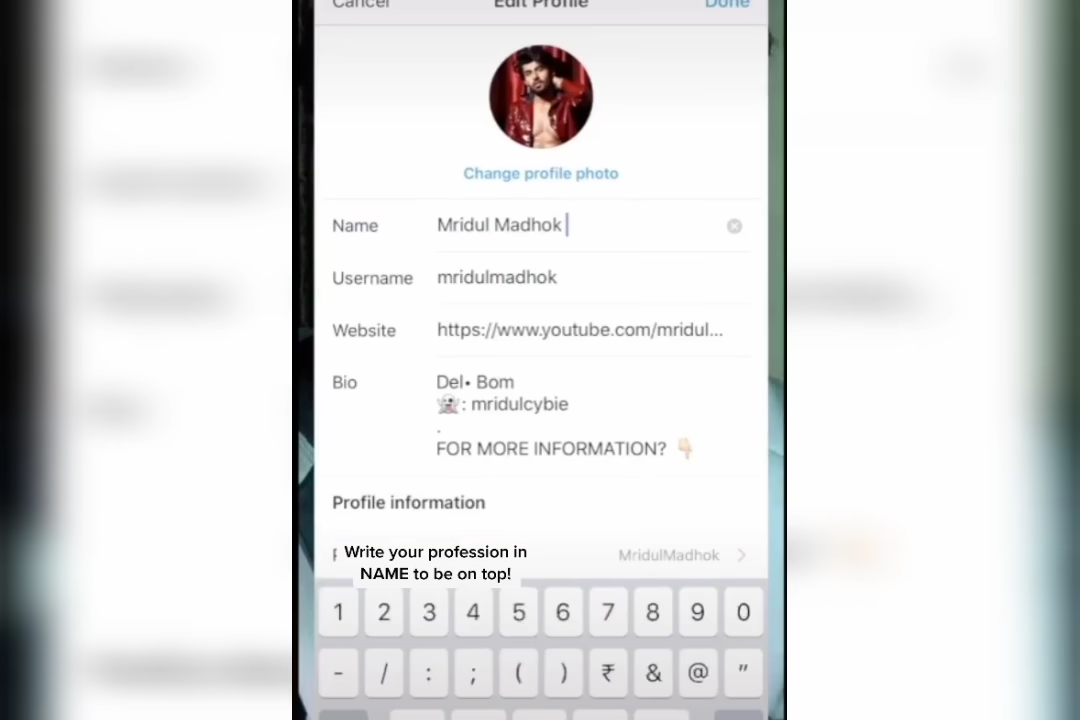 Cancel Edit Profile Done
Change profile photo
Name Mridul Madhok
Username mridulmadhok
Website https://www.youtube.com/mridul...
Bio Del• Bom
👻: mridulcybie
.
FOR MORE INFORMATION? 👇🏻
Profile information
Write your profession in
NAME to be on top!
MridulMadhok
1 2 3 4 5 6 7 8 9 0
- / : ; ( ) ₹ & @ "